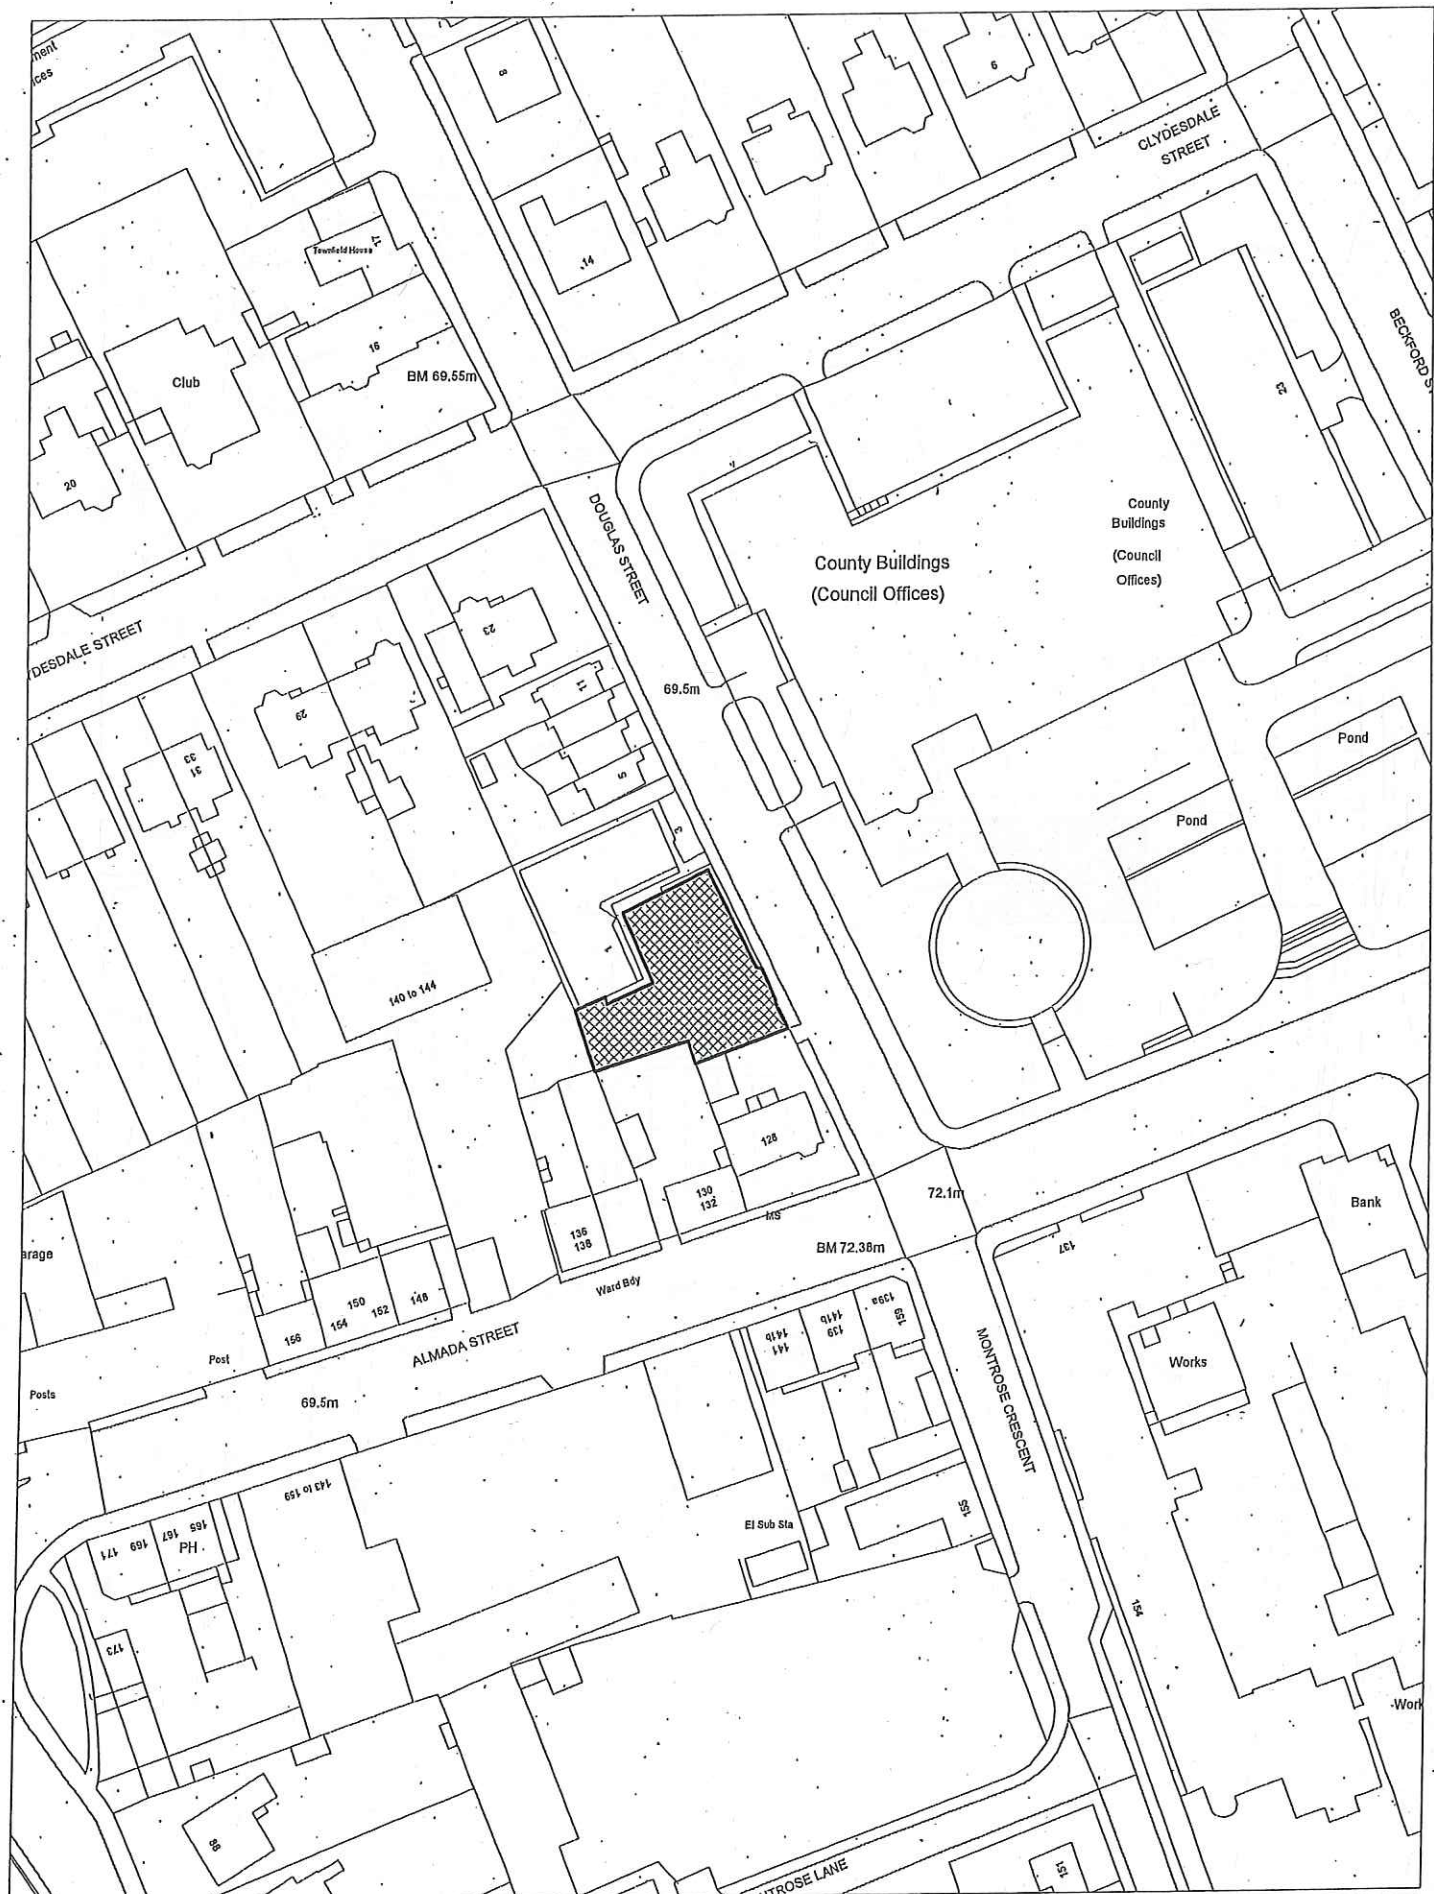 ment
ices
8
9
CLYDESDALE
STREET
Townfield House
17
14
16
BM 69.55m
Club
20
BECKFORD S
23
DOUGLAS STREET
County
Buildings
(Council
Offices)
County Buildings
(Council Offices)
YDESDALE STREET
23
11
69.5m
29
33
31
5
Pond
Pond
3
1
140 to 144
128
130
132
MS
72.1m
Bank
136
138
BM 72.38m
137
arage
Ward Bdy
150
152
148
154
156
139a
159
141b
139
141b
141
ALMADA STREET
Post
Posts
69.5m
MONTROSE CRESCENT
Works
143 to 159
155
El Sub Sta
165
167
169
171
PH
173
154
Work
88
151
NTROSE LANE